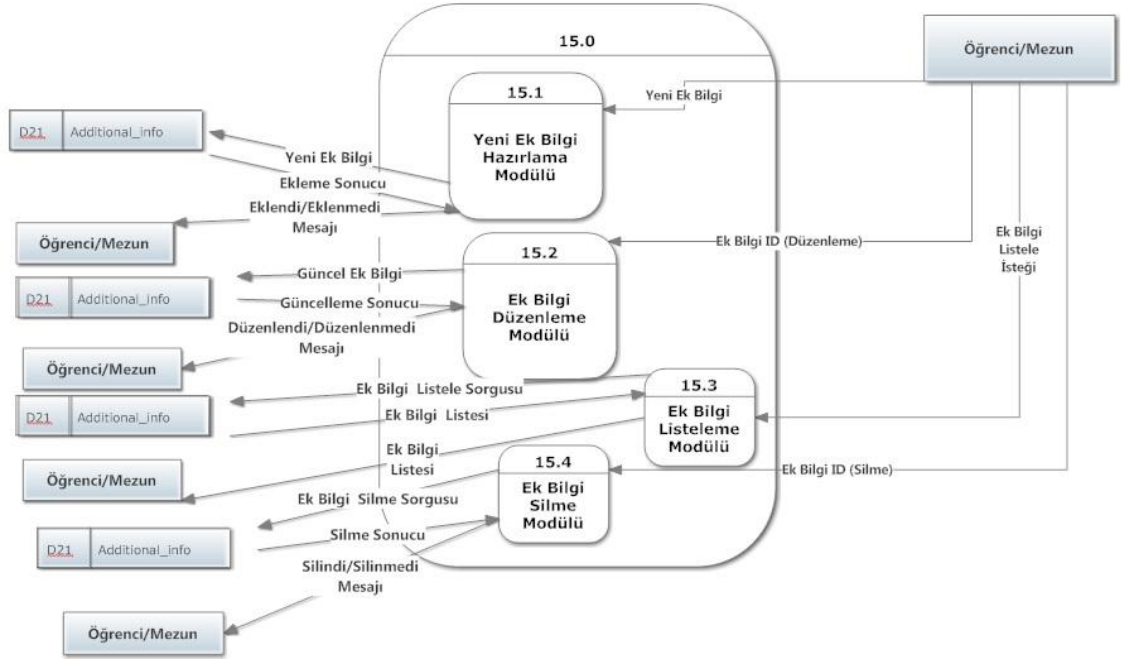 15.0
Öğrenci/Mezun
15.1
Yeni Ek Bilgi
Hazırlama
Modülü
Yeni Ek Bilgi
D21
Additional_info
Yeni Ek Bilgi
Ekleme Sonucu
Eklendi/Eklenmedi
Mesajı
Öğrenci/Mezun
15.2
Ek Bilgi
Düzenleme
Modülü
Ek Bilgi ID (Düzenleme)
Ek Bilgi
Listele
İsteği
Güncel Ek Bilgi
D21
Additional_info
Güncelleme Sonucu
Düzenlendi/Düzenlenmedi
Mesajı
Öğrenci/Mezun
15.3
Ek Bilgi
Listeleme
Modülü
Ek Bilgi Listele Sorgusu
D21
Additional_info
Ek Bilgi Listesi
Ek Bilgi
Listesi
Öğrenci/Mezun
15.4
Ek Bilgi
Silme
Modülü
Ek Bilgi ID (Silme)
Ek Bilgi Silme Sorgusu
D21
Additional_info
Silme Sonucu
Silindi/Silinmedi
Mesajı
Öğrenci/Mezun